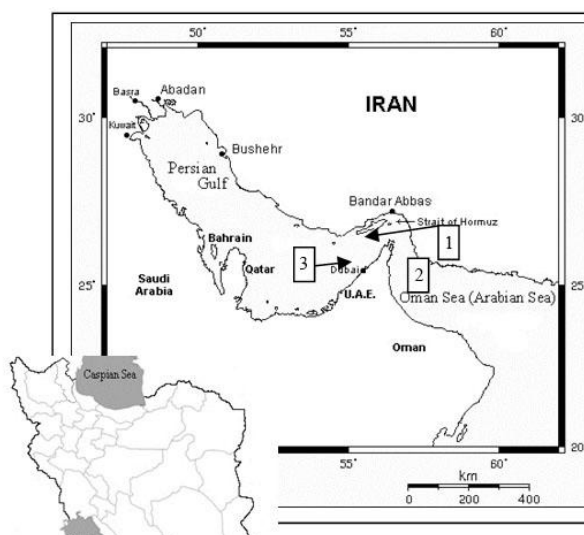 50°
55°
60°
Basra
Abadan
IRAN
30°
30°
Kuwait
Bushehr
Persian
Gulf
Bandar Abbas
Strait of Hormuz
Bahrain
1
3
Dubai
Qatar
2
25°
25°
Saudi
Arabia
U.A.E.
Oman Sea (Arabian Sea)
Oman
Caspian Sea
20°
55°
60°
km
0 200 400